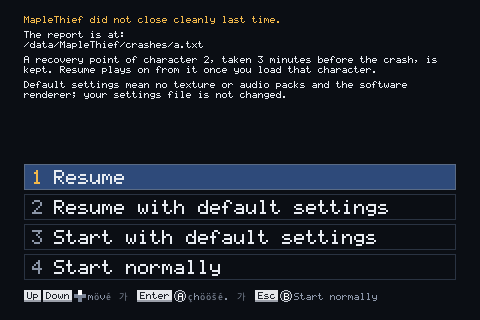 MapleThief did not close cleanly last time.
The report is at:
/data/MapleThief/crashes/a.txt
A recovery point of character 2, taken 3 minutes before the crash, is
kept. Resume plays on from it once you load that character.
Default settings mean no texture or audio packs and the software
renderer; your settings file is not changed.
1 Resume
2 Resume with default settings
3 Start with default settings
4 Start normally
Up Down mövé 가 Enter A çhöôšé. 가 Esc B Start normally